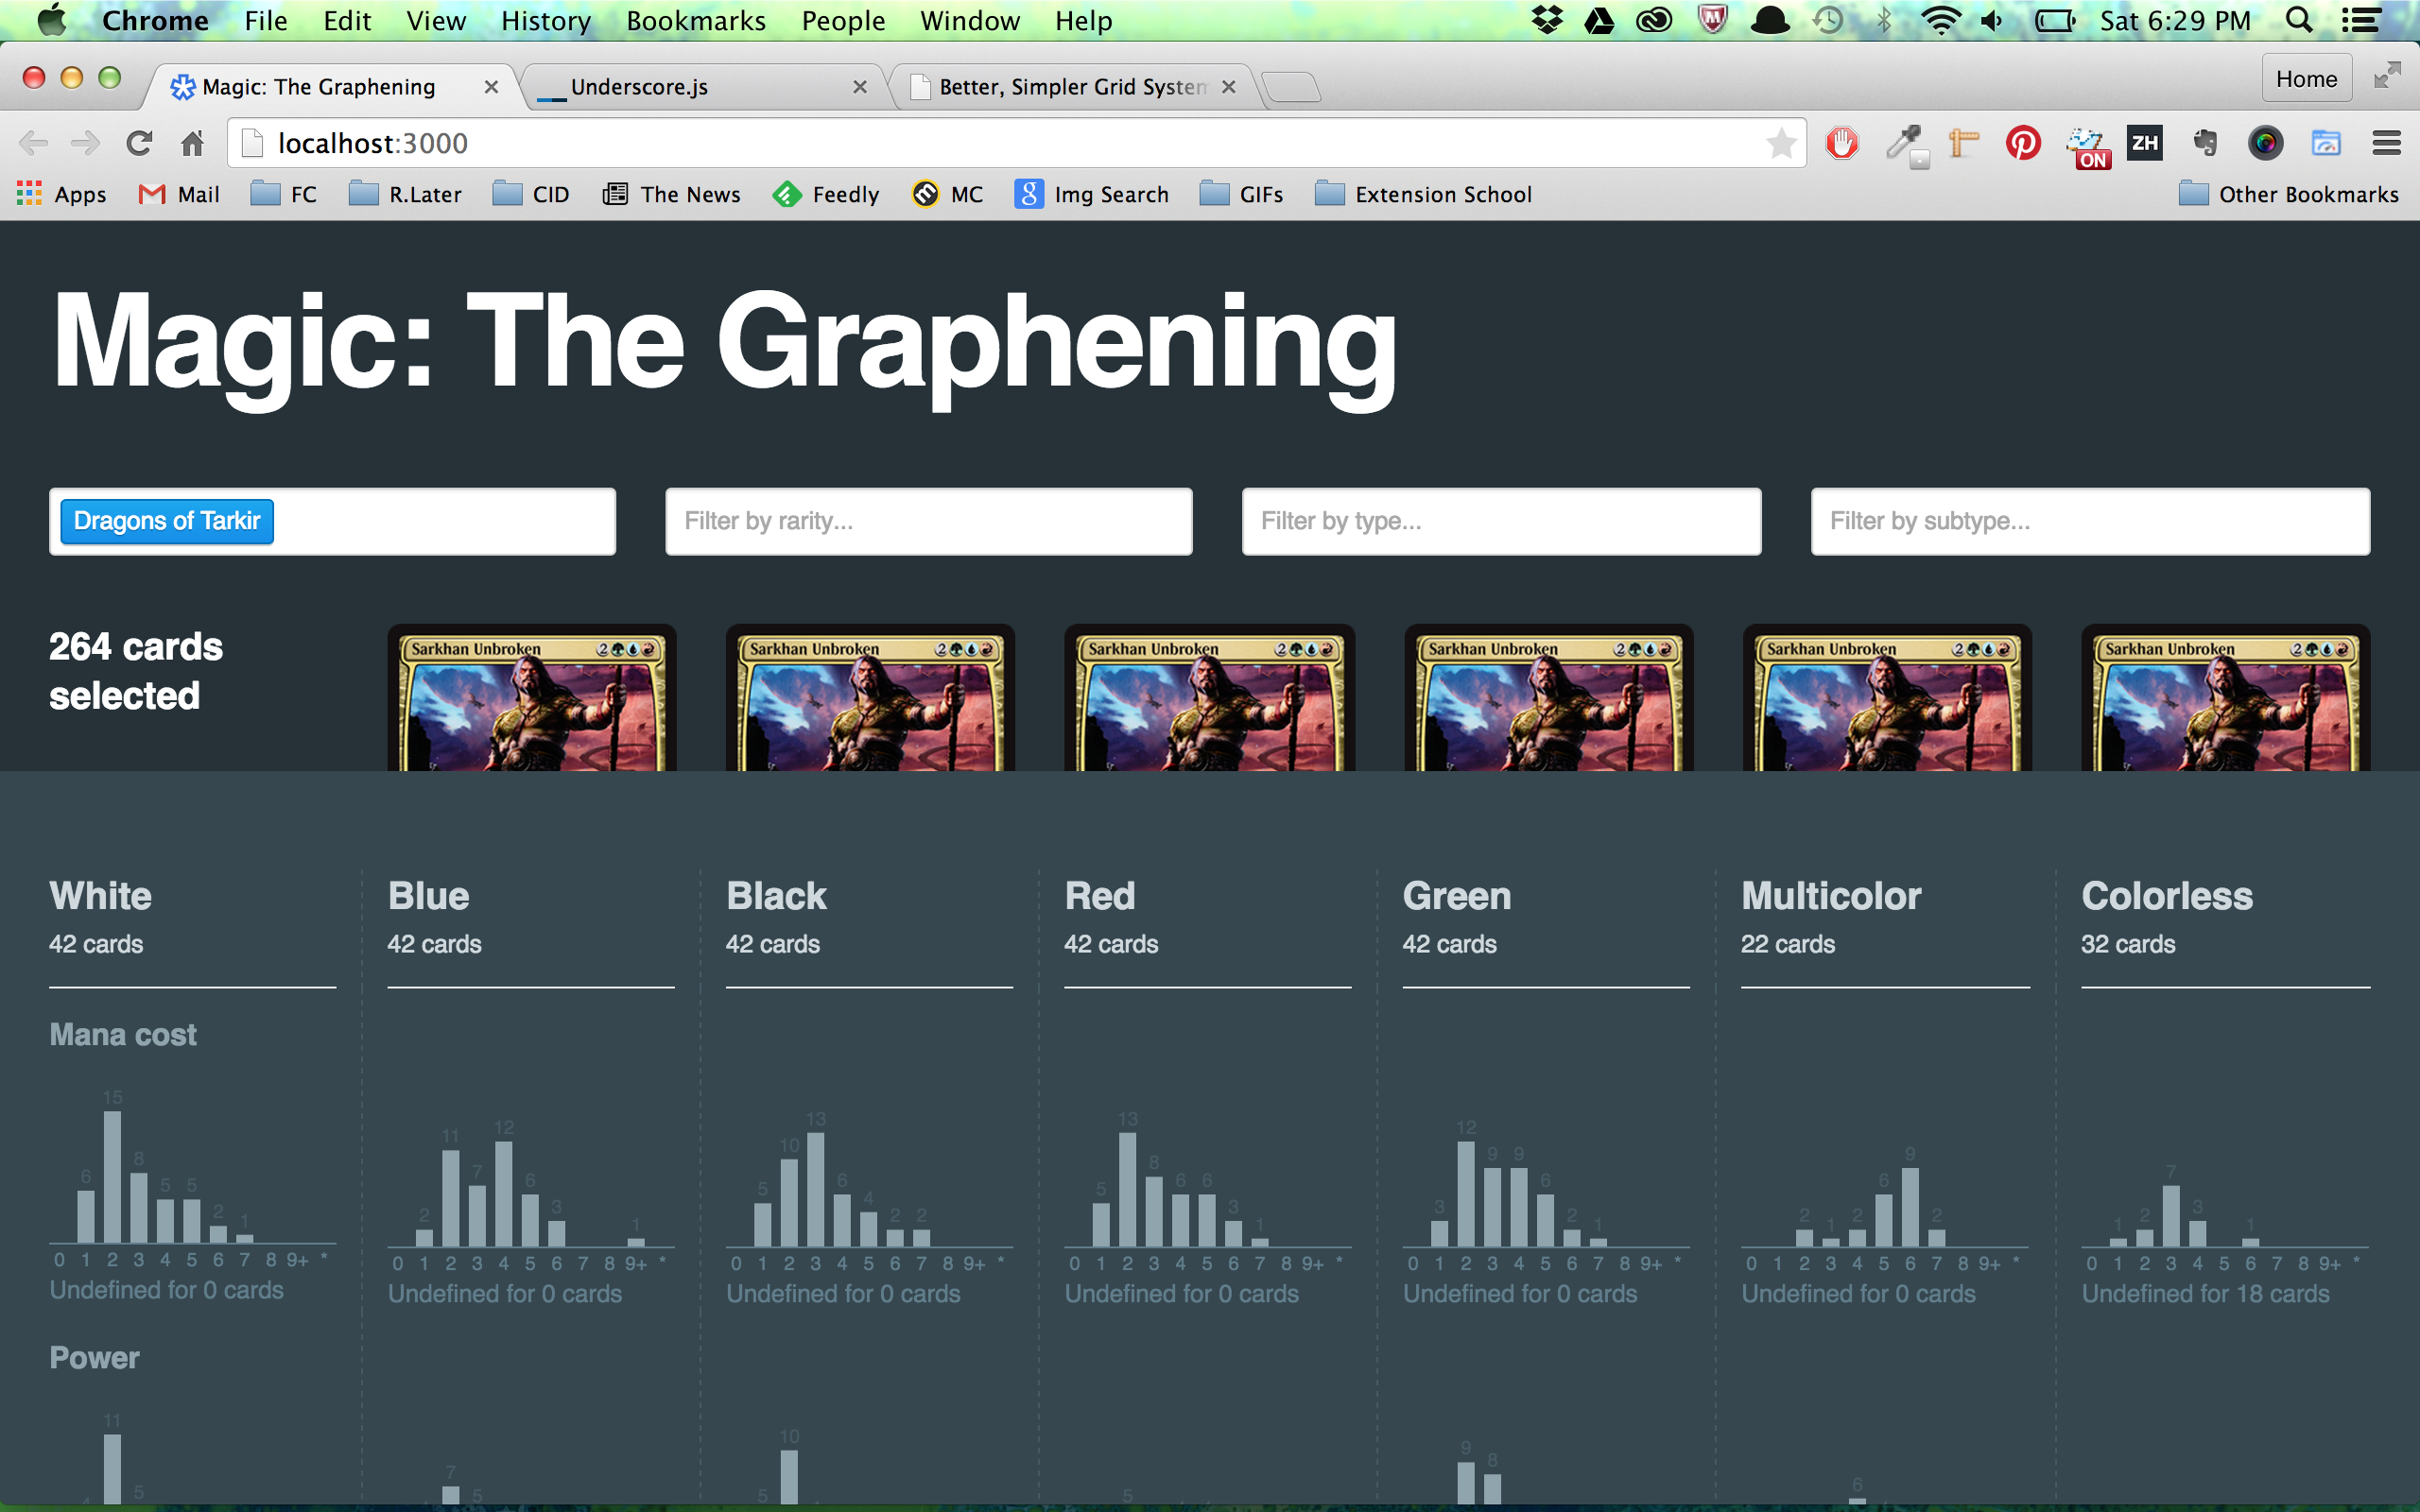 Chrome File Edit View History Bookmarks People Window Help Sat 6:29 PM
Magic: The Graphening Underscore.js Better, Simpler Grid System Home
localhost:3000 ON ZH
Apps Mail FC R.Later CID The News Feedly MC Img Search GIFs Extension School Other Bookmarks
Magic: The Graphening
Dragons of Tarkir Filter by rarity... Filter by type... Filter by subtype...
264 cards
selected
Sarkhan Unbroken 2 Sarkhan Unbroken 2 Sarkhan Unbroken 2 Sarkhan Unbroken 2 Sarkhan Unbroken 2 Sarkhan Unbroken 2
White Blue Black Red Green Multicolor Colorless
42 cards 42 cards 42 cards 42 cards 42 cards 22 cards 32 cards
Mana cost
6 15 8 5 5 2 1
2 11 7 12 6 3 1
5 10 13 6 4 2 2
5 13 8 6 6 3 1
3 12 9 9 6 2 1
2 1 2 6 9 2
1 2 7 3 1
0 1 2 3 4 5 6 7 8 9+ * 0 1 2 3 4 5 6 7 8 9+ * 0 1 2 3 4 5 6 7 8 9+ * 0 1 2 3 4 5 6 7 8 9+ * 0 1 2 3 4 5 6 7 8 9+ * 0 1 2 3 4 5 6 7 8 9+ * 0 1 2 3 4 5 6 7 8 9+ *
Undefined for 0 cards Undefined for 0 cards Undefined for 0 cards Undefined for 0 cards Undefined for 0 cards Undefined for 0 cards Undefined for 18 cards
Power
11 5
7 5
5 10
5
9 8
6